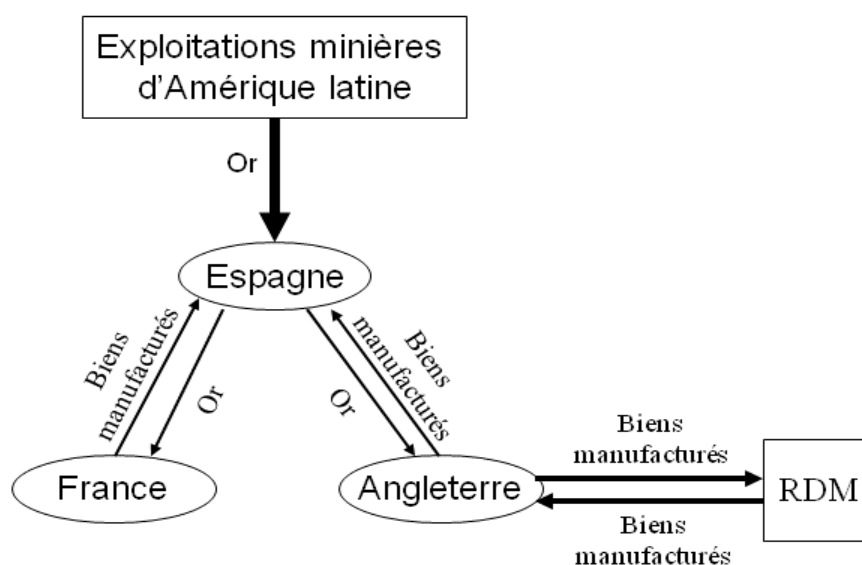 Exploitations minières
d'Amérique latine
Or
Espagne
Biens
manufacturés
Or
Or
Biens
manufacturés
France
Angleterre
Biens
manufacturés
RDM
Biens
manufacturés